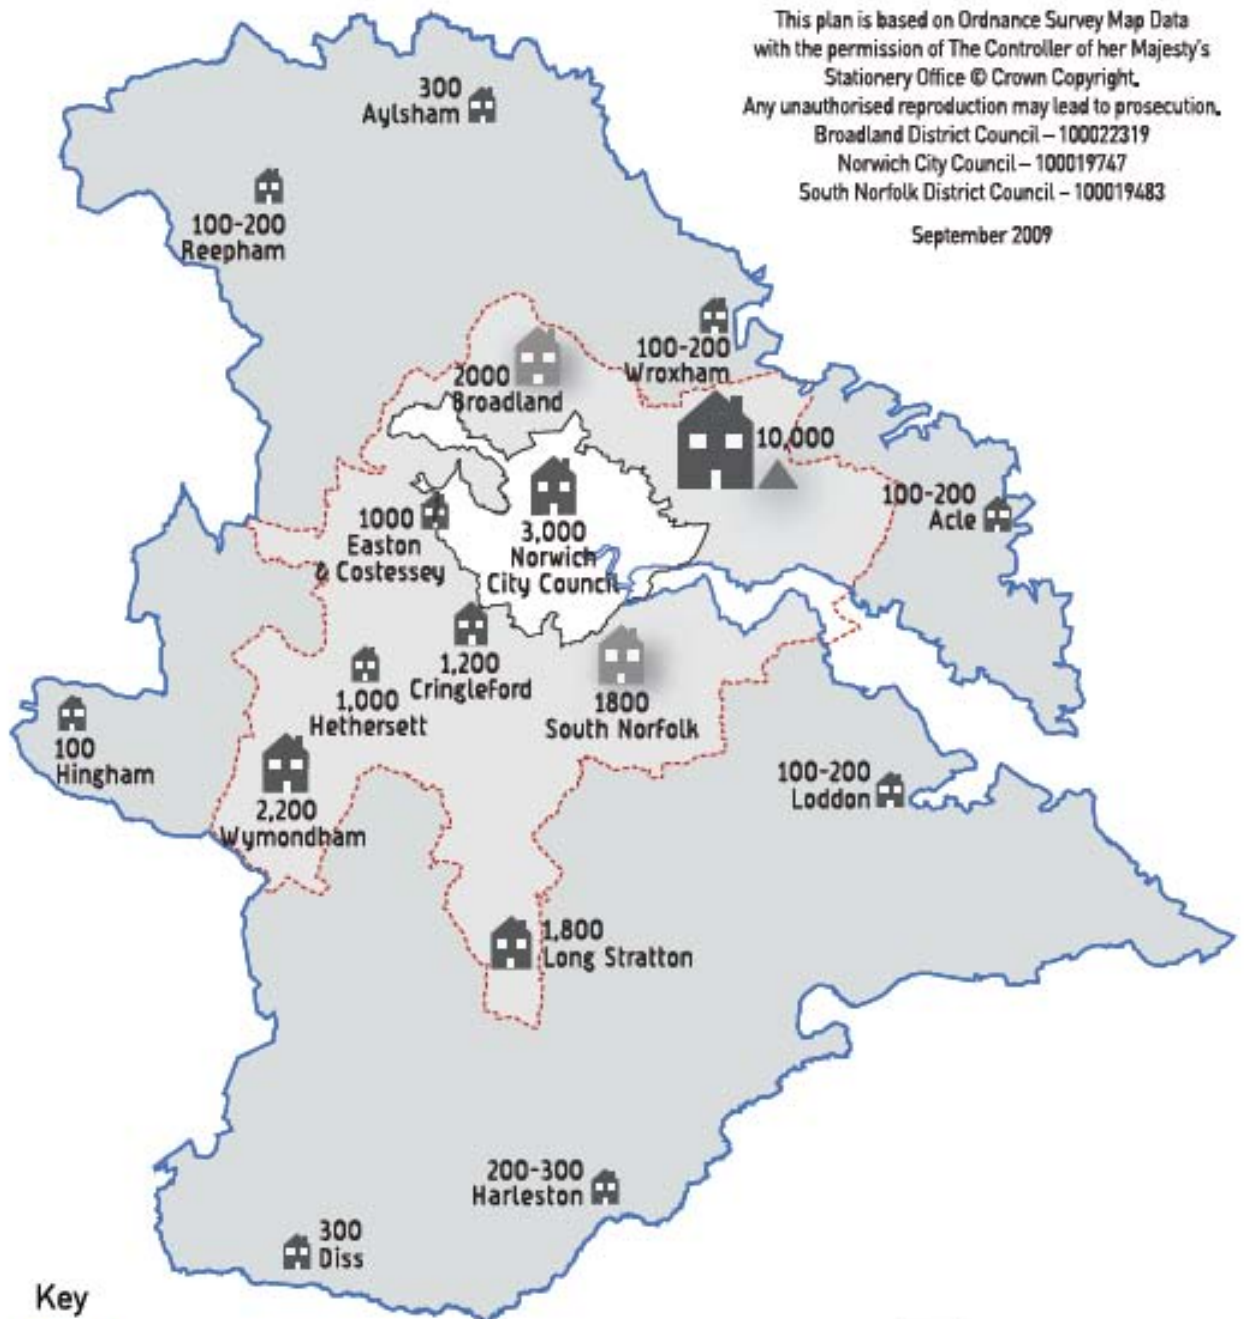 This plan is based on Ordnance Survey Map Data
with the permission of The Controller of her Majesty's
Stationery Office © Crown Copyright.
Any unauthorised reproduction may lead to prosecution.
Broadland District Council – 100022319
Norwich City Council – 100019747
South Norfolk District Council – 100019483
September 2009
300
Aylsham
100-200
Reepham
100-200
Wroxham
2000
Broadland
10,000
100-200
Acle
1000
Easton
& Costessey
3,000
Norwich
City Council
1,200
Cringleford
1,000
Hethersett
1800
South Norfolk
100
Hingham
2,200
Wymondham
100-200
Loddon
1,800
Long Stratton
200-300
Harleston
300
Diss
Key